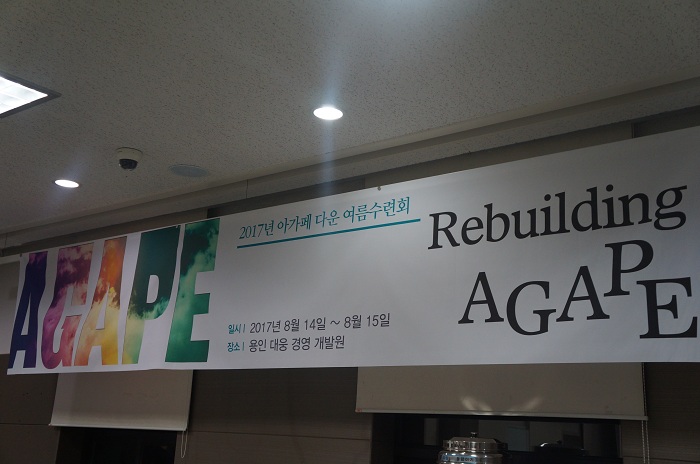 AGAPE
2017년 아가페 다운 여름수련회
일시 | 2017년 8월 14일 ~ 8월 15일
장소 | 용인 대웅 경영 개발원
Rebuilding
AGAPE